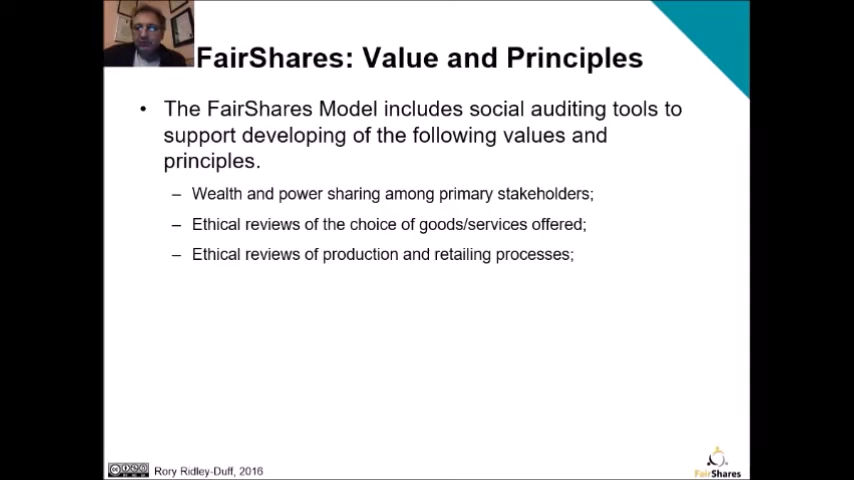 FairShares: Value and Principles
• The FairShares Model includes social auditing tools to
support developing of the following values and
principles.
– Wealth and power sharing among primary stakeholders;
– Ethical reviews of the choice of goods/services offered;
– Ethical reviews of production and retailing processes;
Rory Ridley-Duff, 2016
FairShares